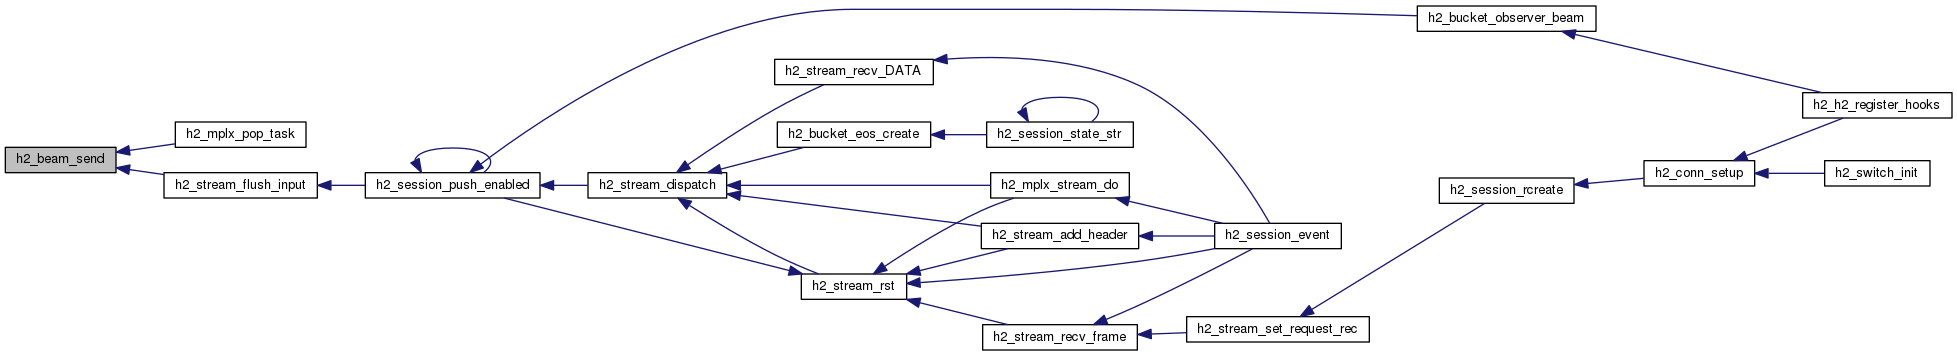 h2_beam_send
h2_mplx_pop_task
h2_stream_flush_input
h2_session_push_enabled
h2_stream_dispatch
h2_stream_recv_DATA
h2_bucket_eos_create
h2_stream_rst
h2_session_state_str
h2_mplx_stream_do
h2_stream_add_header
h2_stream_recv_frame
h2_session_event
h2_stream_set_request_rec
h2_bucket_observer_beam
h2_session_rcreate
h2_conn_setup
h2_h2_register_hooks
h2_switch_init